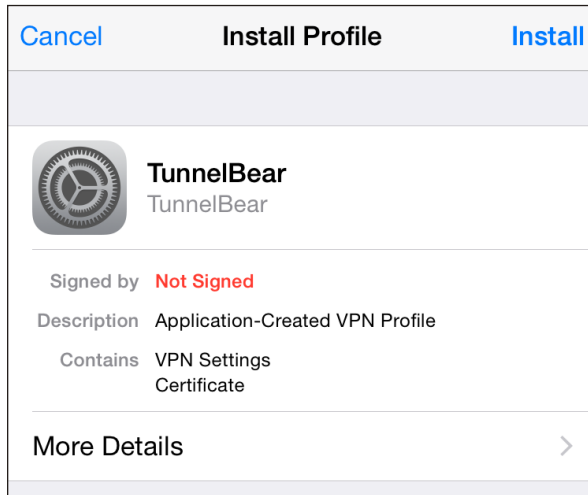 Cancel Install Profile Install
TunnelBear
TunnelBear
Signed by Not Signed
Description Application-Created VPN Profile
Contains VPN Settings
Certificate
More Details